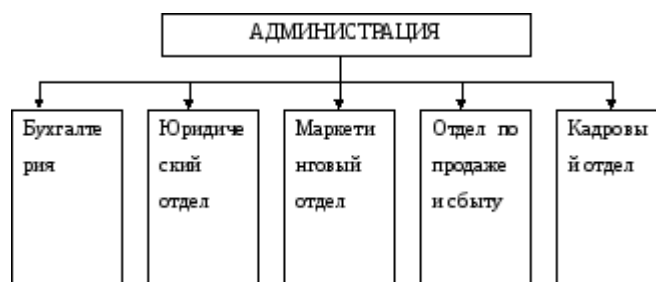 АДМИНИСТРАЦИЯ
Бухгалте
рия
Юридиче
ский
отдел
Маркети
нговый
отдел
Отдел по
продаже
и сбыту
Кадровы
й отдел